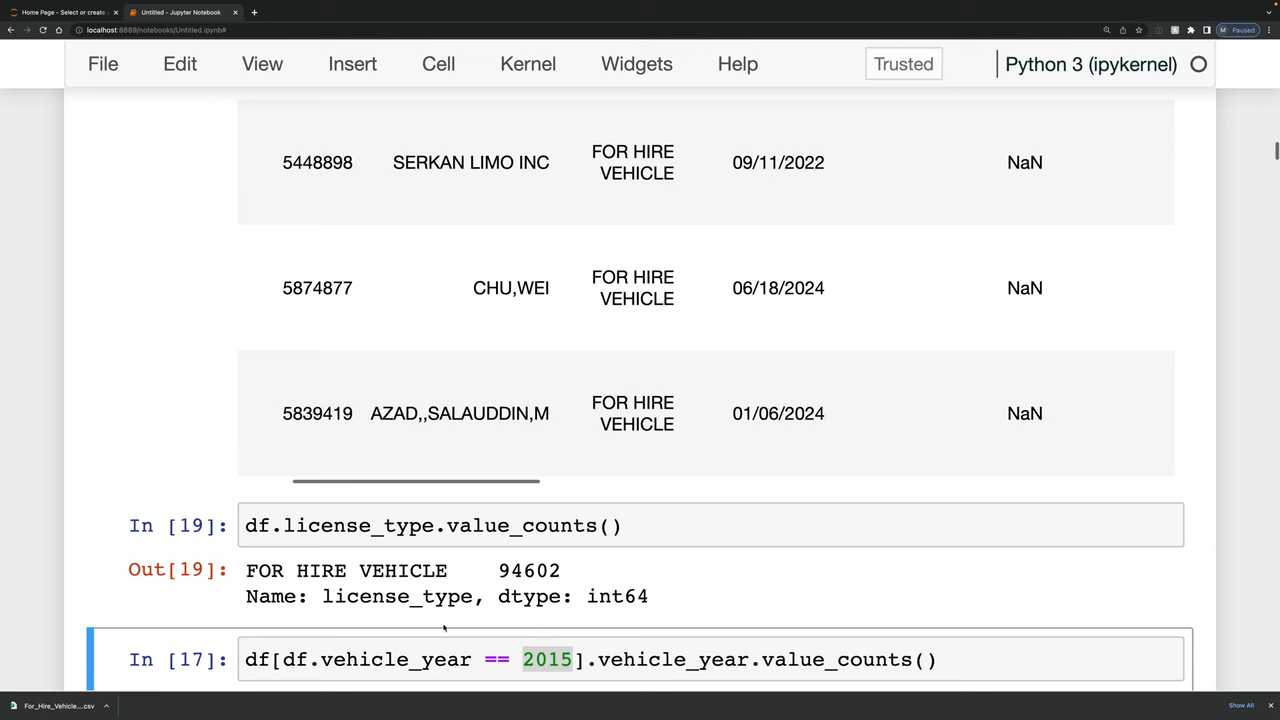 Home Page - Select or create
Untitled - Jupyter Notebook
localhost:8889/notebooks/Untitled.ipynb#
M
Paused
File Edit View Insert Cell Kernel Widgets Help Trusted Python 3 (ipykernel)
5448898 SERKAN LIMO INC FOR HIRE VEHICLE 09/11/2022 NaN
5874877 CHU,WEI FOR HIRE VEHICLE 06/18/2024 NaN
5839419 AZAD,,SALAUDDIN,M FOR HIRE VEHICLE 01/06/2024 NaN
In [19]: df.license_type.value_counts()
Out[19]: FOR HIRE VEHICLE 94602
Name: license_type, dtype: int64
In [17]: df[df.vehicle_year == 2015].vehicle_year.value_counts()
For_Hire_Vehicle....csv
Show All